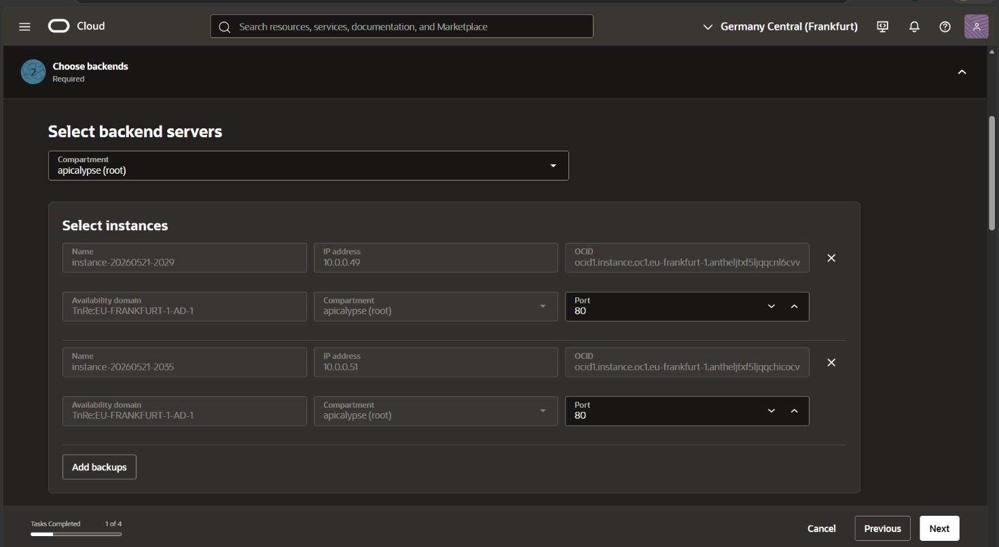 Cloud
Search resources, services, documentation, and Marketplace
Germany Central (Frankfurt)
2
Choose backends
Required
Select backend servers
Compartment
apicalypse (root)
Select instances
Name
instance-20260521-2029
IP address
10.0.0.49
OCID
ocid1.instance.oc1.eu-frankfurt-1.antheljtxf5ljqqcnl6cvv
Availability domain
TnRe:EU-FRANKFURT-1-AD-1
Compartment
apicalypse (root)
Port
80
Name
instance-20260521-2035
IP address
10.0.0.51
OCID
ocid1.instance.oc1.eu-frankfurt-1.antheljtxf5ljqqchicocv
Availability domain
TnRe:EU-FRANKFURT-1-AD-1
Compartment
apicalypse (root)
Port
80
Add backups
Tasks Completed
1 of 4
Cancel
Previous
Next